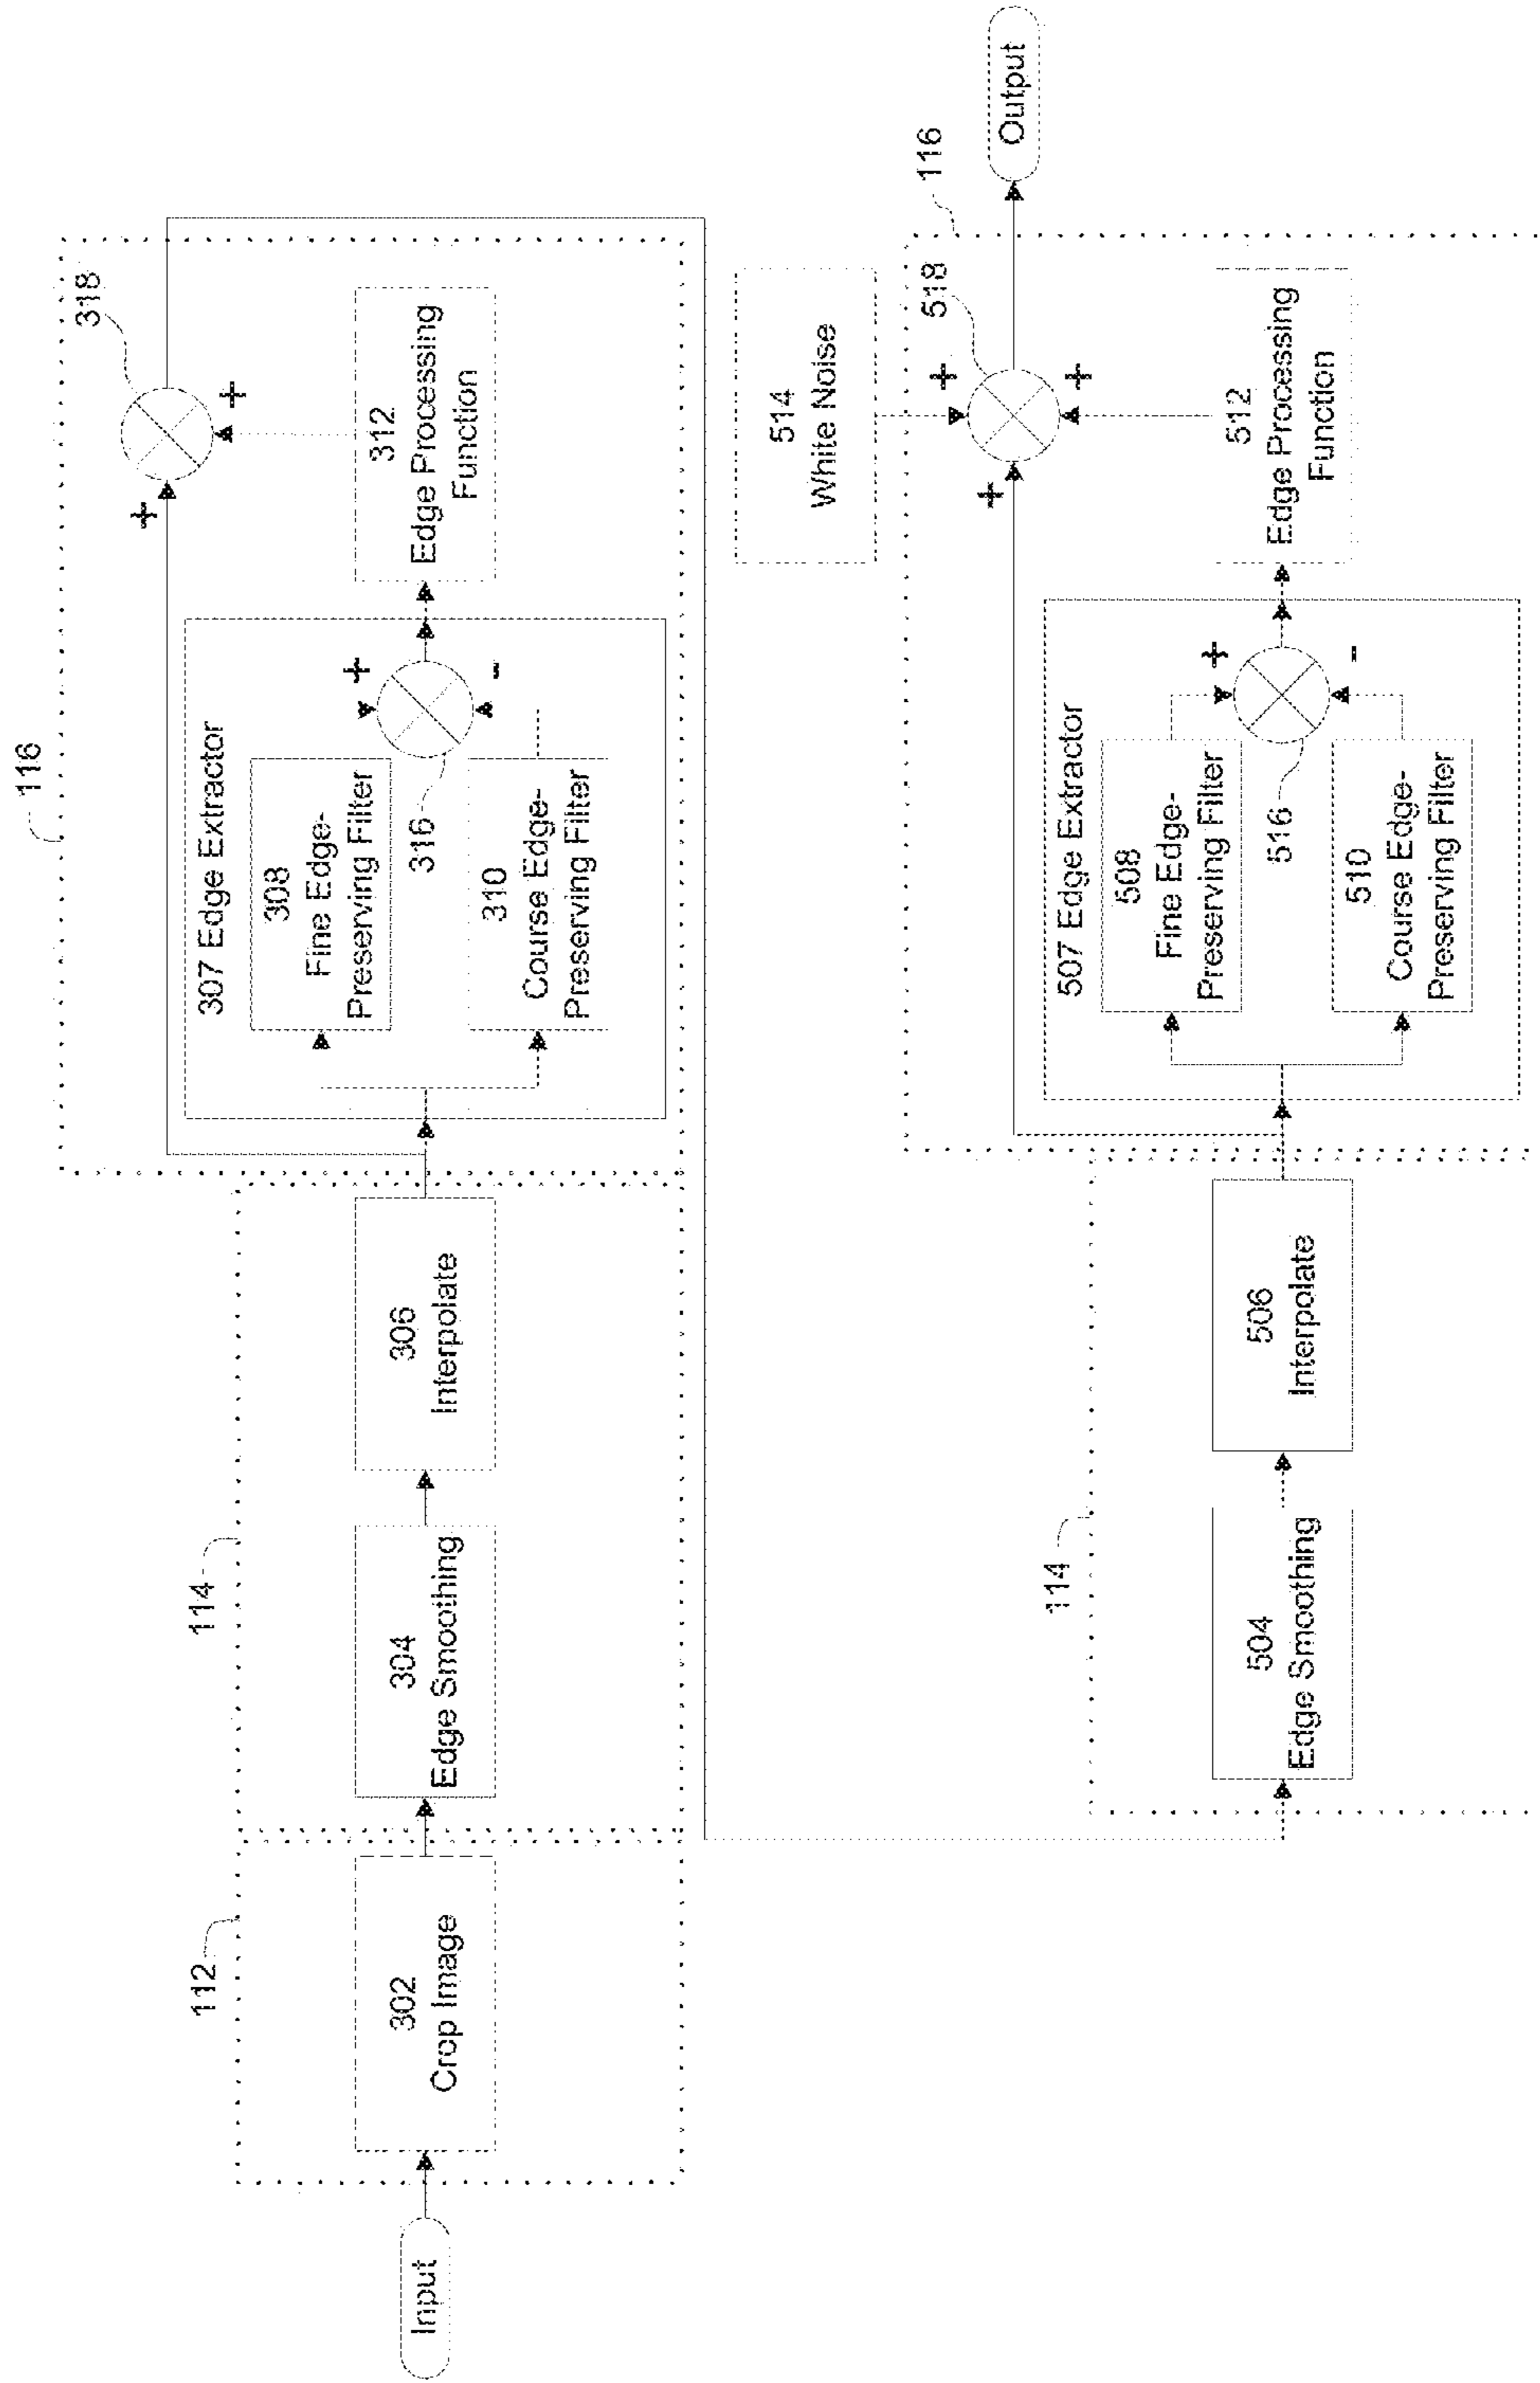 Input
112
302
Crop Image
114
304
Edge Smoothing
306
Interpolate
116
307 Edge Extractor
308
Fine Edge-
Preserving Filter
310
Course Edge-
Preserving Filter
316
+
-
312
Edge Processing
Function
318
+
+
114
504
Edge Smoothing
506
Interpolate
116
507 Edge Extractor
508
Fine Edge-
Preserving Filter
510
Course Edge-
Preserving Filter
516
+
-
512
Edge Processing
Function
514
White Noise
518
+
+
+
Output